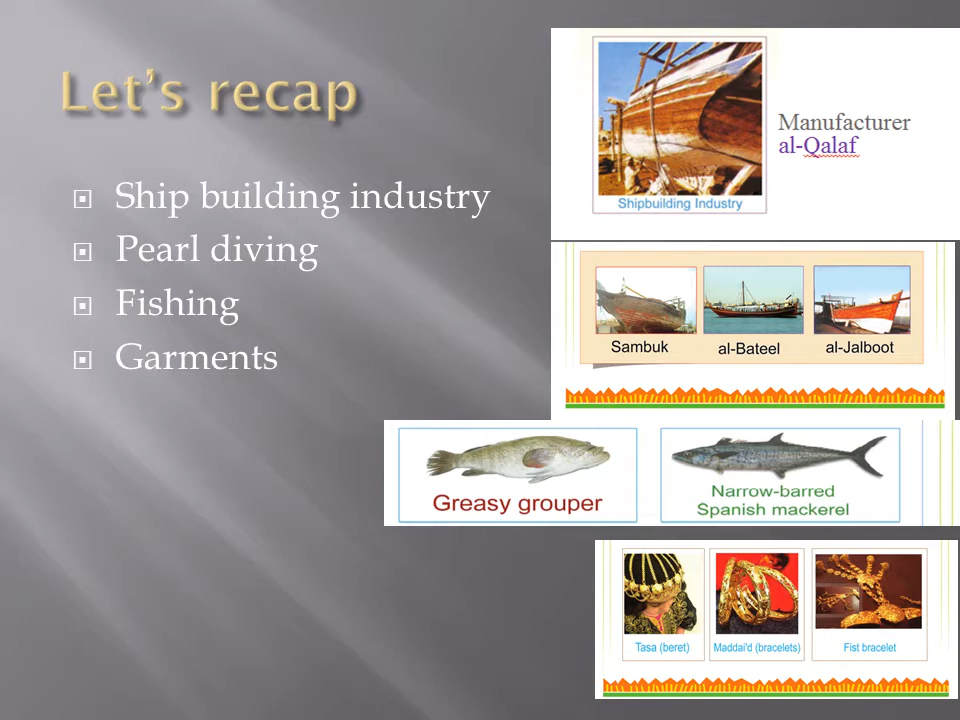 Let's recap
Ship building industry
Pearl diving
Fishing
Garments
Manufacturer
al-Qalaf
Shipbuilding Industry
Sambuk
al-Bateel
al-Jalboot
Greasy grouper
Narrow-barred
Spanish mackerel
Tasa (beret)
Maddai'd (bracelets)
Fist bracelet